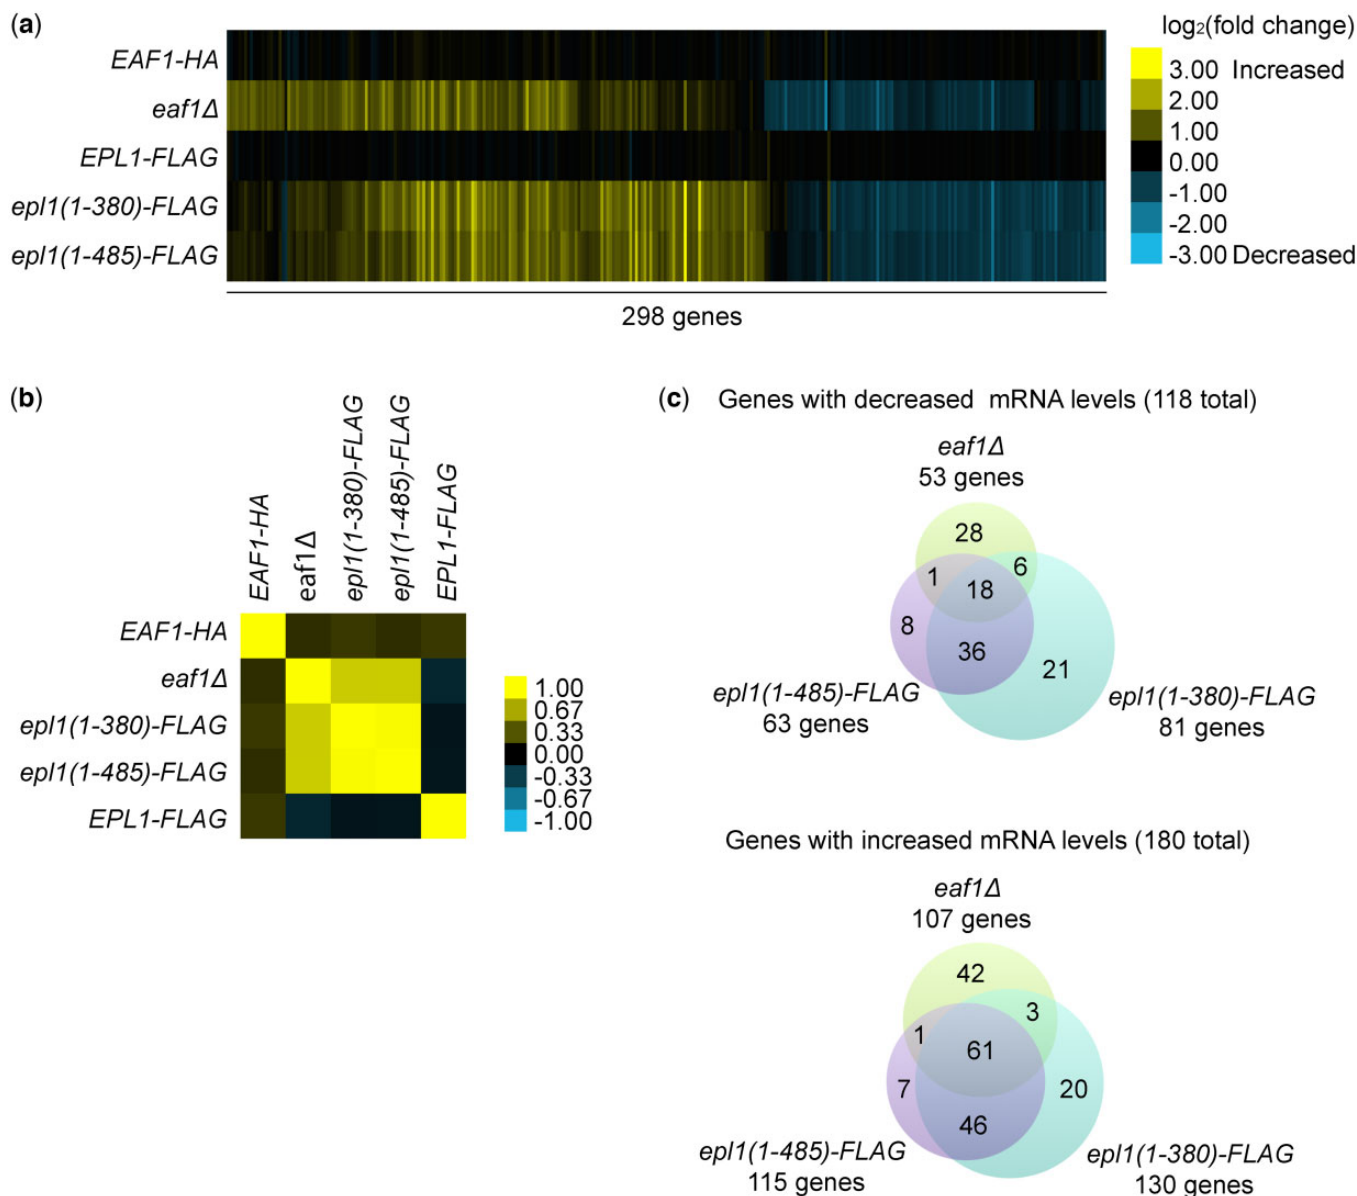 (a)
log₂(fold change)
EAF1-HA
eaf1Δ
EPL1-FLAG
epl1(1-380)-FLAG
epl1(1-485)-FLAG
3.00 Increased
2.00
1.00
0.00
-1.00
-2.00
-3.00 Decreased
298 genes
(b)
EAF1-HA
eaf1Δ
epl1(1-380)-FLAG
epl1(1-485)-FLAG
EPL1-FLAG
EAF1-HA
eaf1Δ
epl1(1-380)-FLAG
epl1(1-485)-FLAG
EPL1-FLAG
1.00
0.67
0.33
0.00
-0.33
-0.67
-1.00
(c) Genes with decreased mRNA levels (118 total)
eaf1Δ
53 genes
28
1
6
18
8
36
21
epl1(1-485)-FLAG
63 genes
epl1(1-380)-FLAG
81 genes
Genes with increased mRNA levels (180 total)
eaf1Δ
107 genes
42
3
1
61
7
20
46
epl1(1-485)-FLAG
115 genes
epl1(1-380)-FLAG
130 genes